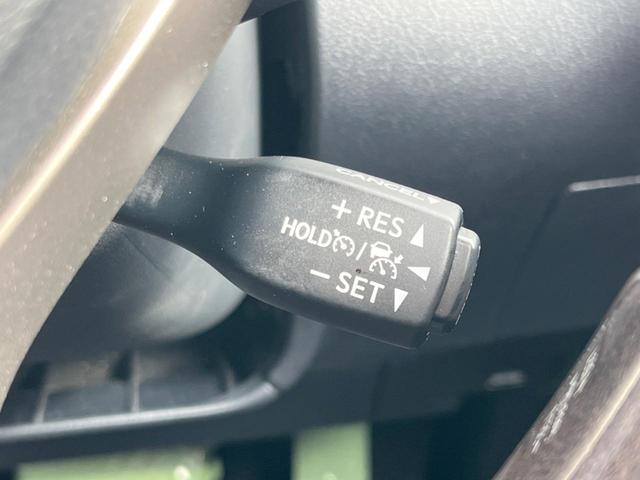 CANCEL
+ RES
HOLD /
− SET